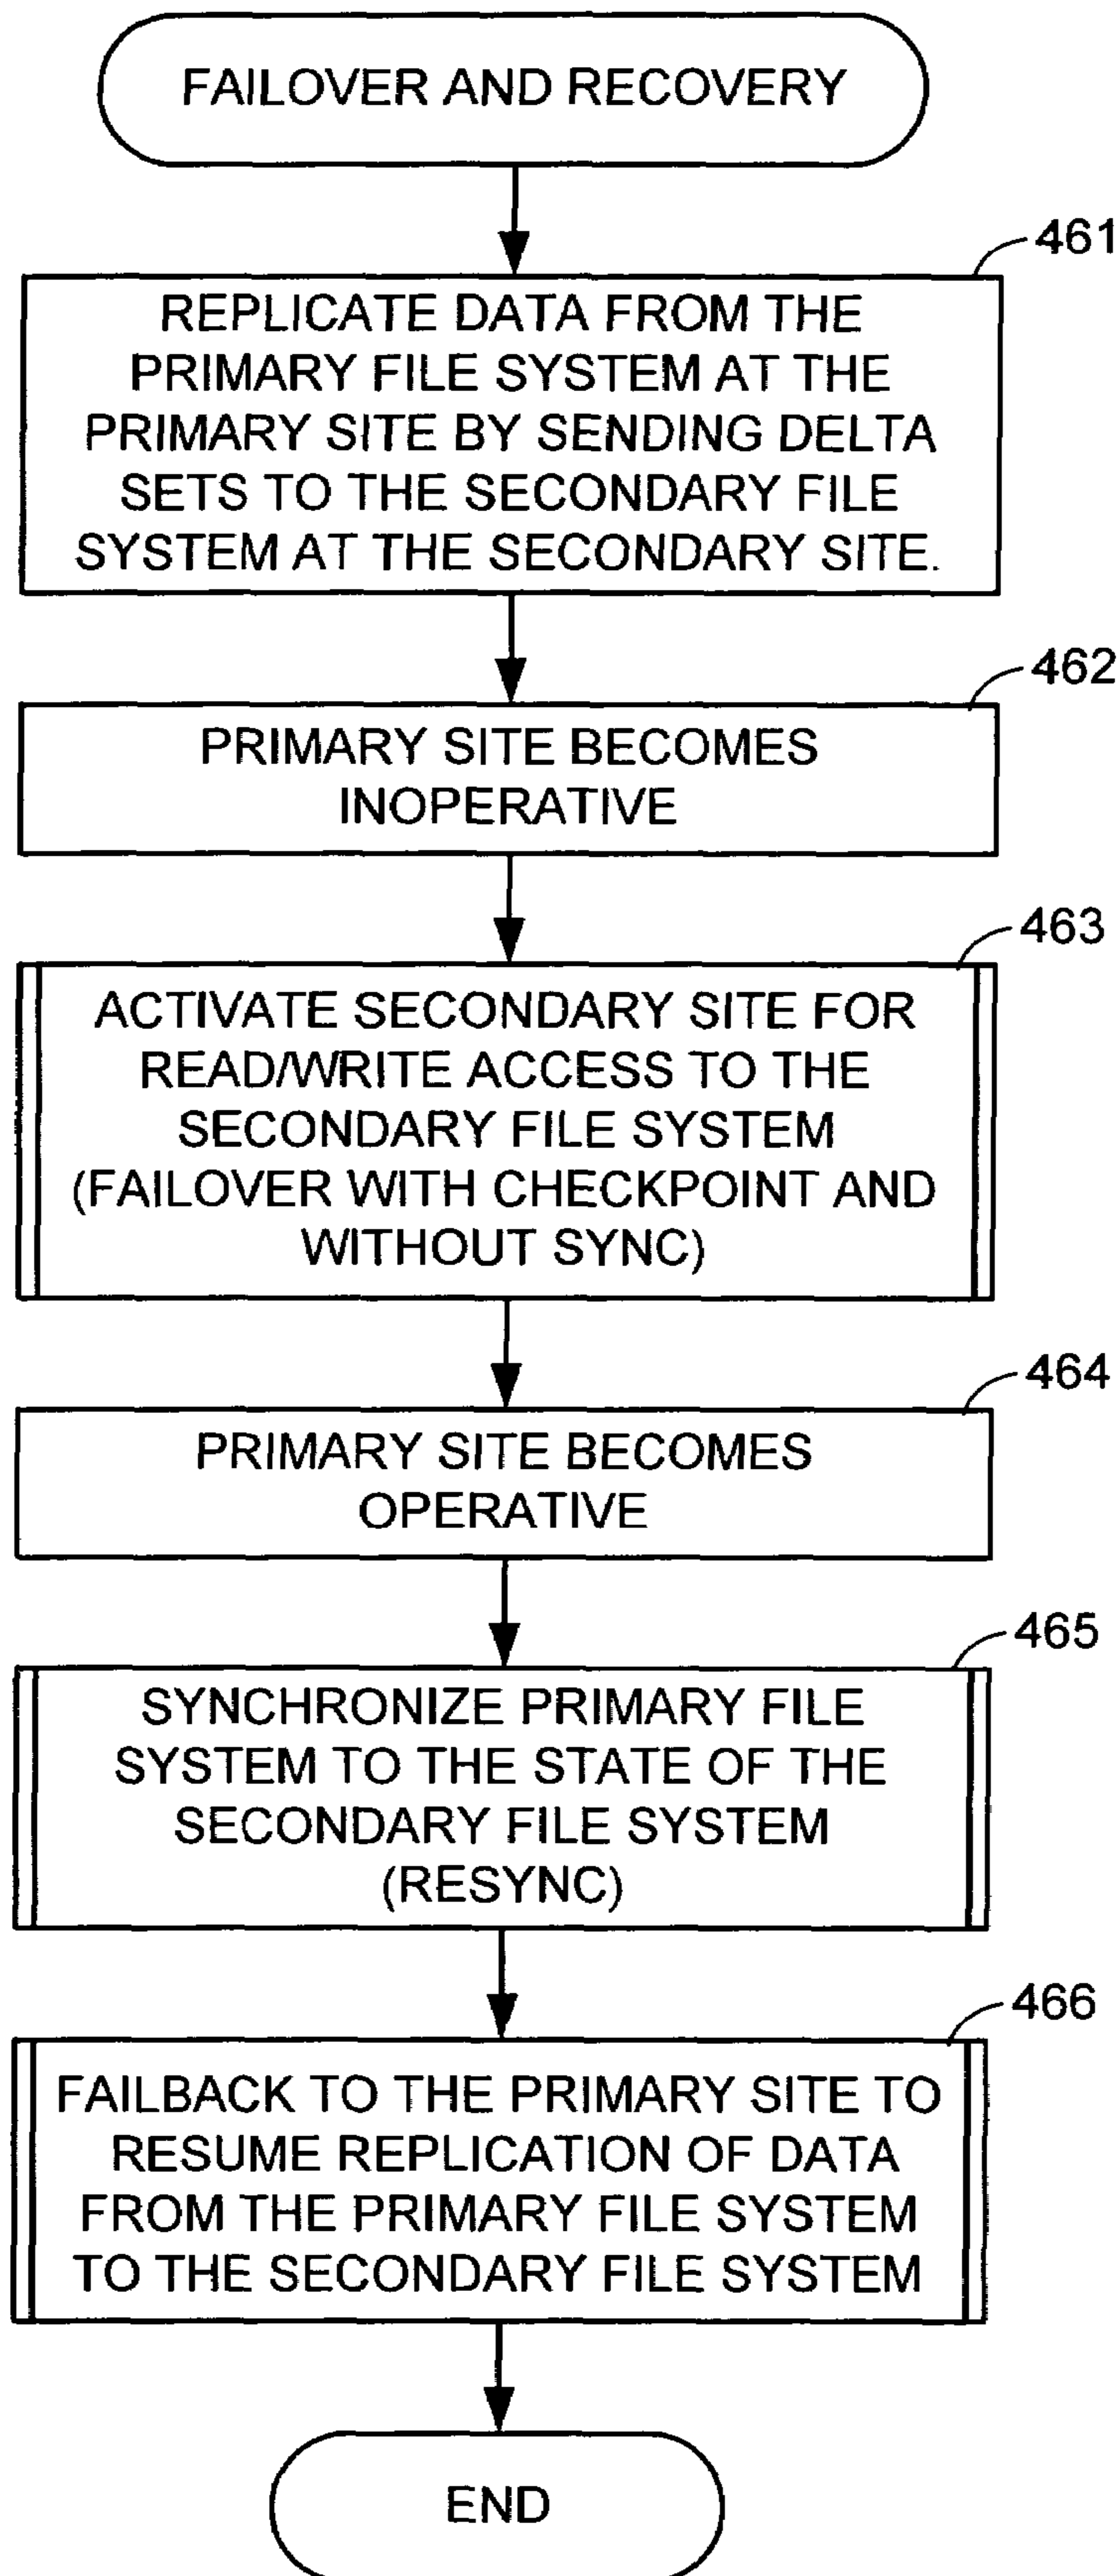 FAILOVER AND RECOVERY
461
REPLICATE DATA FROM THE
PRIMARY FILE SYSTEM AT THE
PRIMARY SITE BY SENDING DELTA
SETS TO THE SECONDARY FILE
SYSTEM AT THE SECONDARY SITE.
462
PRIMARY SITE BECOMES
INOPERATIVE
463
ACTIVATE SECONDARY SITE FOR
READ/WRITE ACCESS TO THE
SECONDARY FILE SYSTEM
(FAILOVER WITH CHECKPOINT AND
WITHOUT SYNC)
464
PRIMARY SITE BECOMES
OPERATIVE
465
SYNCHRONIZE PRIMARY FILE
SYSTEM TO THE STATE OF THE
SECONDARY FILE SYSTEM
(RESYNC)
466
FAILBACK TO THE PRIMARY SITE TO
RESUME REPLICATION OF DATA
FROM THE PRIMARY FILE SYSTEM
TO THE SECONDARY FILE SYSTEM
END